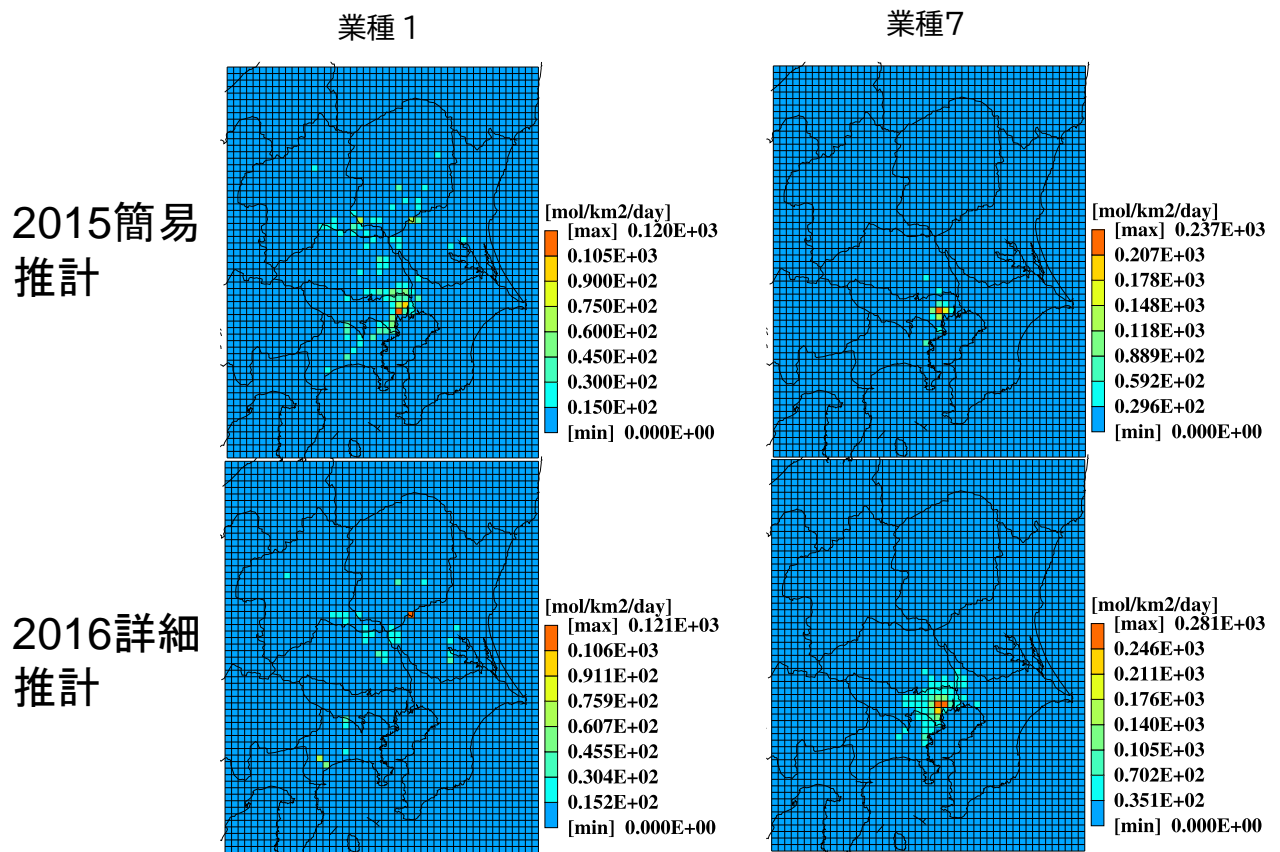 業種１
業種7
2015簡易
推計
[mol/km2/day]
[max] 0.120E+03
0.105E+03
0.900E+02
0.750E+02
0.600E+02
0.450E+02
0.300E+02
0.150E+02
[min] 0.000E+00
[mol/km2/day]
[max] 0.237E+03
0.207E+03
0.178E+03
0.148E+03
0.118E+03
0.889E+02
0.592E+02
0.296E+02
[min] 0.000E+00
2016詳細
推計
[mol/km2/day]
[max] 0.121E+03
0.106E+03
0.911E+02
0.759E+02
0.607E+02
0.455E+02
0.304E+02
0.152E+02
[min] 0.000E+00
[mol/km2/day]
[max] 0.281E+03
0.246E+03
0.211E+03
0.176E+03
0.140E+03
0.105E+03
0.702E+02
0.351E+02
[min] 0.000E+00